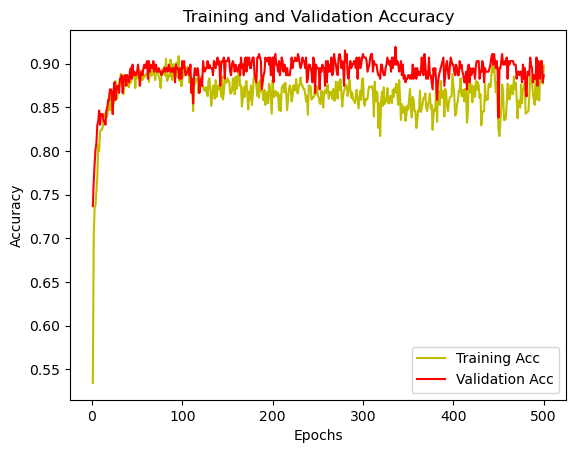 Training and Validation Accuracy
Accuracy
0.90
0.85
0.80
0.75
0.70
0.65
0.60
0.55
0
100
200
300
400
500
Epochs
Training Acc
Validation Acc